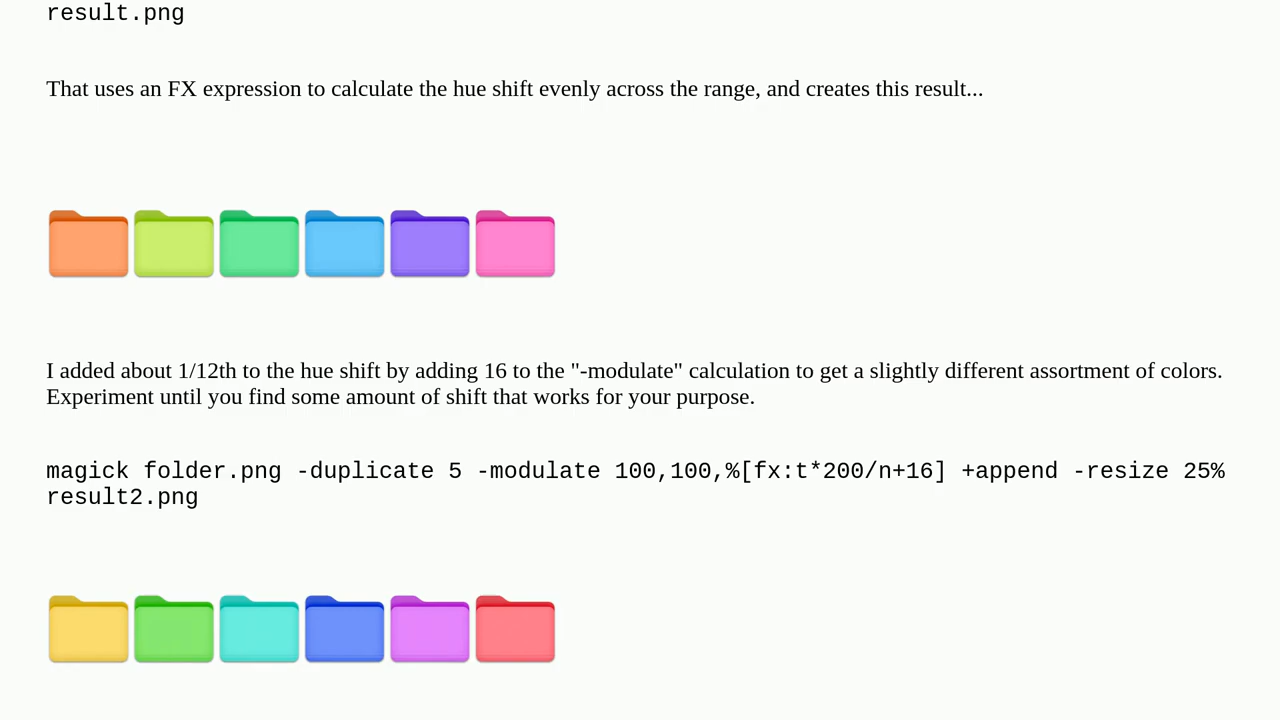 result.png
That uses an FX expression to calculate the hue shift evenly across the range, and creates this result...
I added about 1/12th to the hue shift by adding 16 to the "-modulate" calculation to get a slightly different assortment of colors.
Experiment until you find some amount of shift that works for your purpose.
magick folder.png -duplicate 5 -modulate 100,100,%[fx:t*200/n+16] +append -resize 25%
result2.png